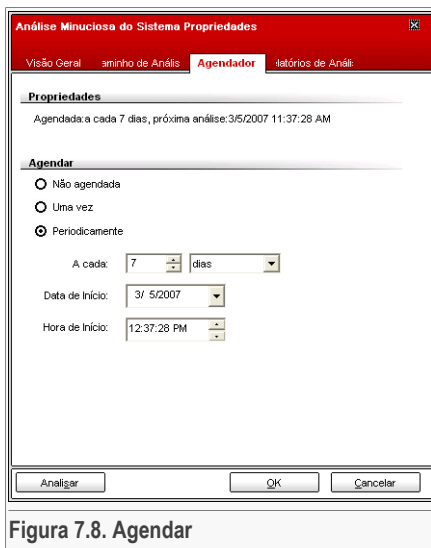 Análise Minuciosa do Sistema Propriedades
Visão Geral aminho de Anális Agendador latórios de Anális
Propriedades
Agendada:a cada 7 dias, próxima análise:3/5/2007 11:37:28 AM
Agendar
Não agendada
Uma vez
Periodicamente
A cada: 7 dias
Data de Início: 3/ 5/2007
Hora de Início: 12:37:28 PM
Analisar OK Cancelar
Figura 7.8. Agendar